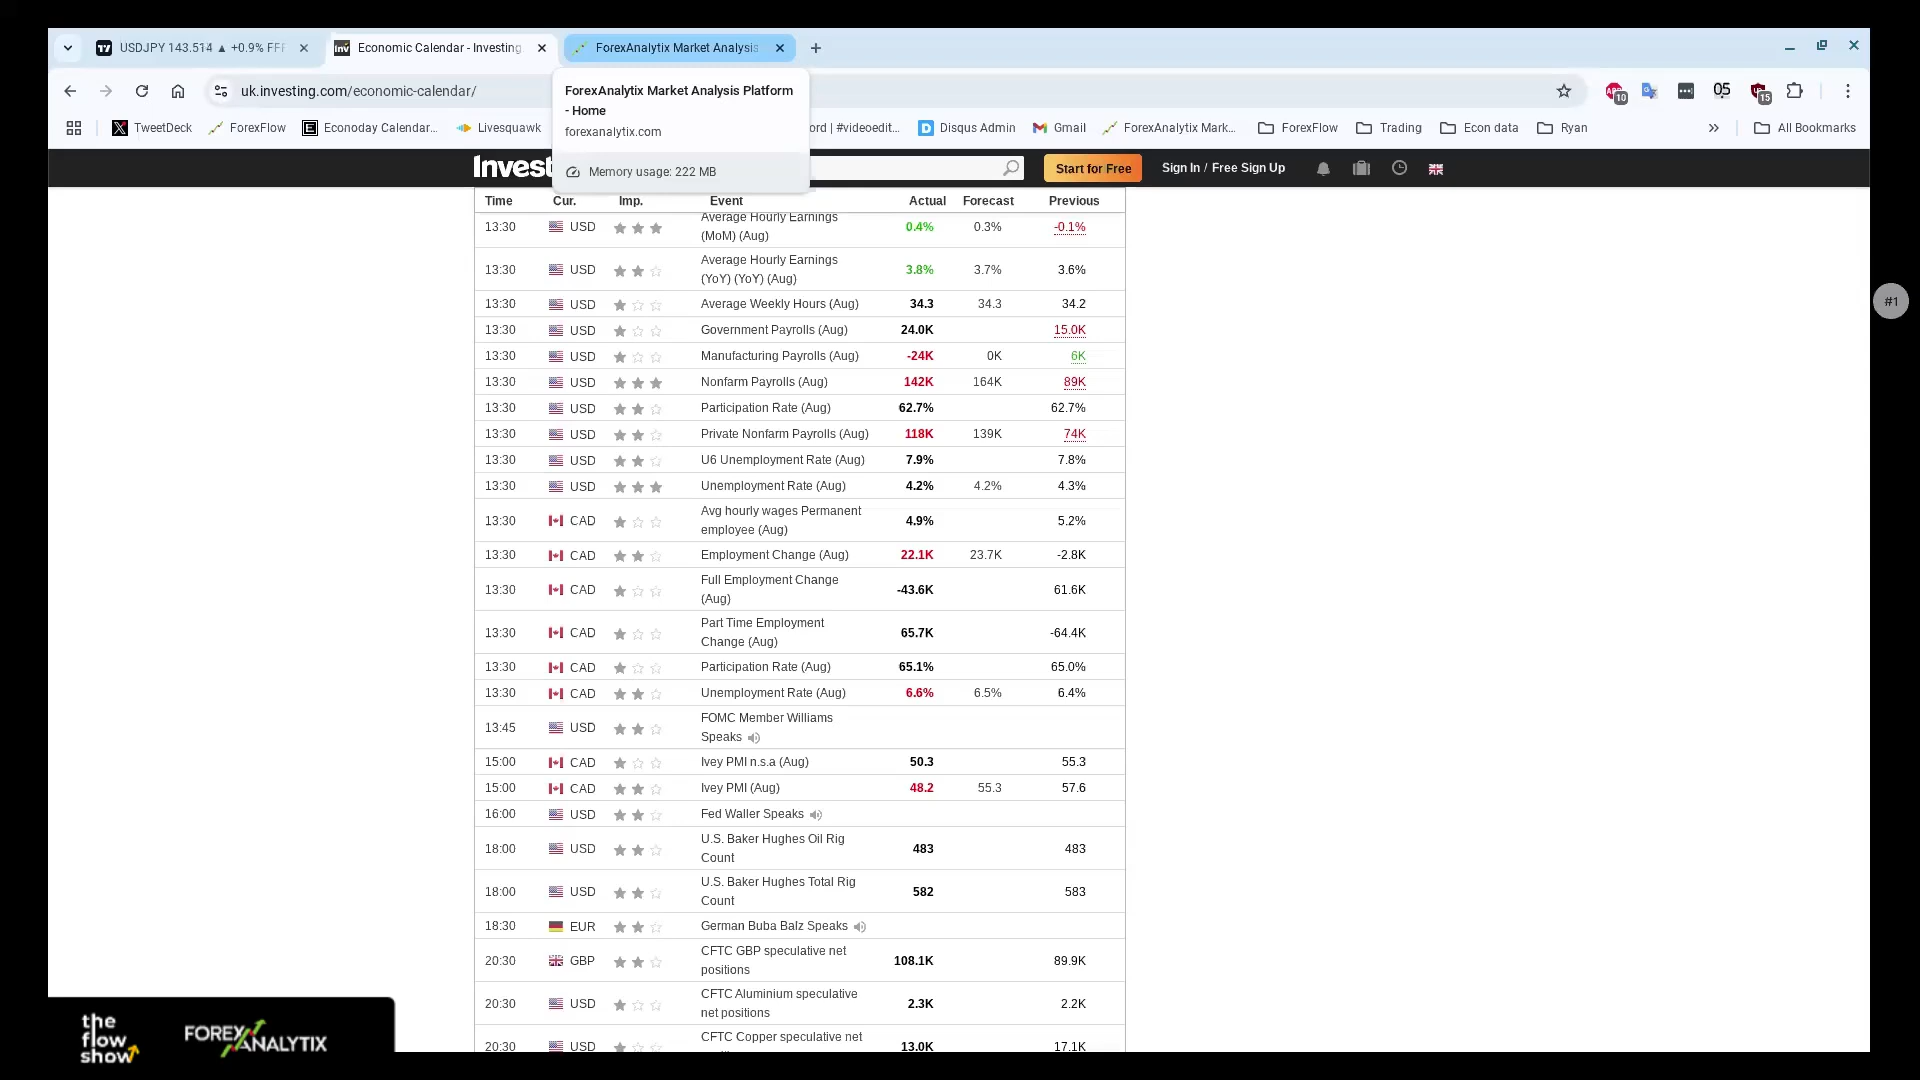 USDJPY 143.514 ▲ +0.9% FFF
Inv Economic Calendar - Investing
ForexAnalytix Market Analysis
uk.investing.com/economic-calendar/
10
15
05
ForexAnalytix Market Analysis Platform
- Home
forexanalytix.com
Memory usage: 222 MB
TweetDeck ForexFlow Econoday Calendar... Livesquawk ord | #videoedit... Disqus Admin Gmail ForexAnalytix Mark... ForexFlow Trading Econ data Ryan » All Bookmarks
Invest
Start for Free Sign In / Free Sign Up
Time Cur. Imp. Event Actual Forecast Previous
Average Hourly Earnings
13:30 USD (MoM) (Aug) 0.4% 0.3% -0.1%
Average Hourly Earnings
13:30 USD (YoY) (YoY) (Aug) 3.8% 3.7% 3.6%
13:30 USD Average Weekly Hours (Aug) 34.3 34.3 34.2
13:30 USD Government Payrolls (Aug) 24.0K 15.0K
13:30 USD Manufacturing Payrolls (Aug) -24K 0K 6K
13:30 USD Nonfarm Payrolls (Aug) 142K 164K 89K
13:30 USD Participation Rate (Aug) 62.7% 62.7%
13:30 USD Private Nonfarm Payrolls (Aug) 118K 139K 74K
13:30 USD U6 Unemployment Rate (Aug) 7.9% 7.8%
13:30 USD Unemployment Rate (Aug) 4.2% 4.2% 4.3%
Avg hourly wages Permanent
13:30 CAD employee (Aug) 4.9% 5.2%
13:30 CAD Employment Change (Aug) 22.1K 23.7K -2.8K
Full Employment Change
13:30 CAD (Aug) -43.6K 61.6K
Part Time Employment
13:30 CAD Change (Aug) 65.7K -64.4K
13:30 CAD Participation Rate (Aug) 65.1% 65.0%
13:30 CAD Unemployment Rate (Aug) 6.6% 6.5% 6.4%
FOMC Member Williams
13:45 USD Speaks
15:00 CAD Ivey PMI n.s.a (Aug) 50.3 55.3
15:00 CAD Ivey PMI (Aug) 48.2 55.3 57.6
16:00 USD Fed Waller Speaks
U.S. Baker Hughes Oil Rig
18:00 USD Count 483 483
U.S. Baker Hughes Total Rig
18:00 USD Count 582 583
18:30 EUR German Buba Balz Speaks
CFTC GBP speculative net
20:30 GBP positions 108.1K 89.9K
CFTC Aluminium speculative
20:30 USD net positions 2.3K 2.2K
CFTC Copper speculative net
20:30 USD 13.0K 17.1K
#1
the
flow
show
FOREX ANALYTIX